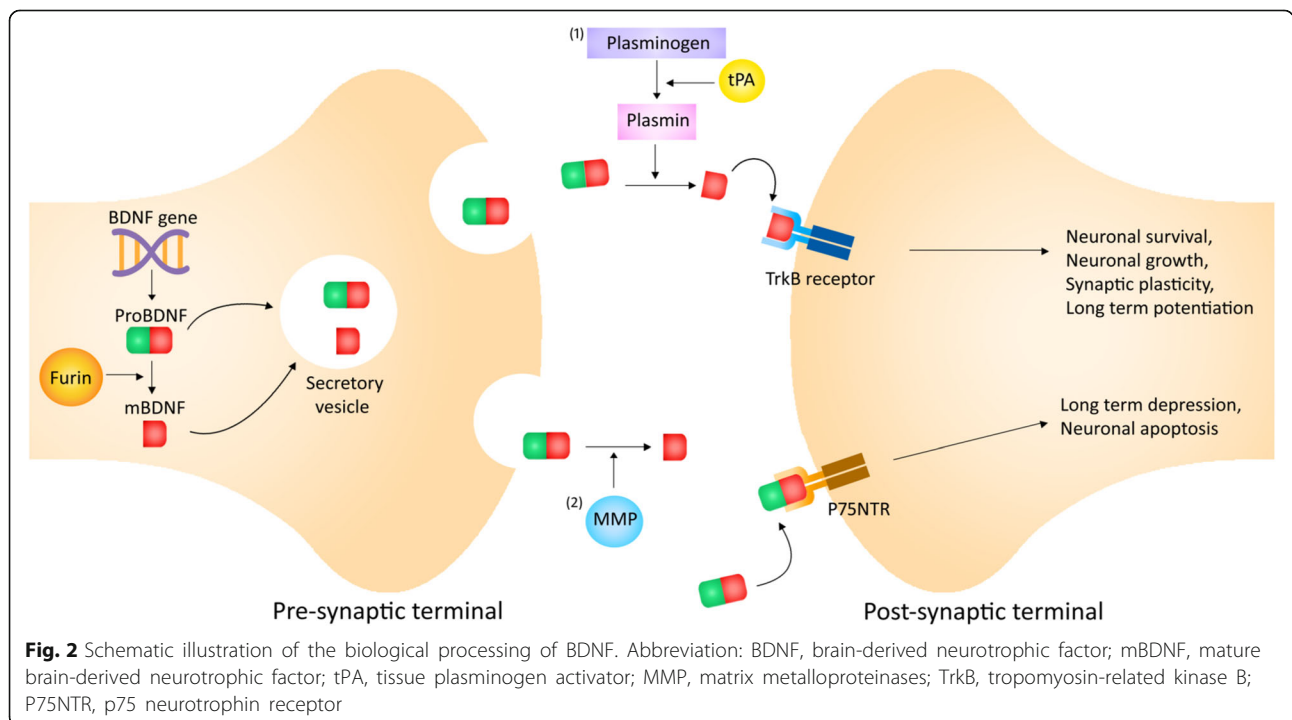 (1)
Plasminogen
tPA
Plasmin
BDNF gene
ProBDNF
Furin
mBDNF
Secretory
vesicle
TrkB receptor
Neuronal survival,
Neuronal growth,
Synaptic plasticity,
Long term potentiation
(2)
MMP
P75NTR
Long term depression,
Neuronal apoptosis
Pre-synaptic terminal
Post-synaptic terminal
Fig. 2 Schematic illustration of the biological processing of BDNF. Abbreviation: BDNF, brain-derived neurotrophic factor; mBDNF, mature
brain-derived neurotrophic factor; tPA, tissue plasminogen activator; MMP, matrix metalloproteinases; TrkB, tropomyosin-related kinase B;
P75NTR, p75 neurotrophin receptor